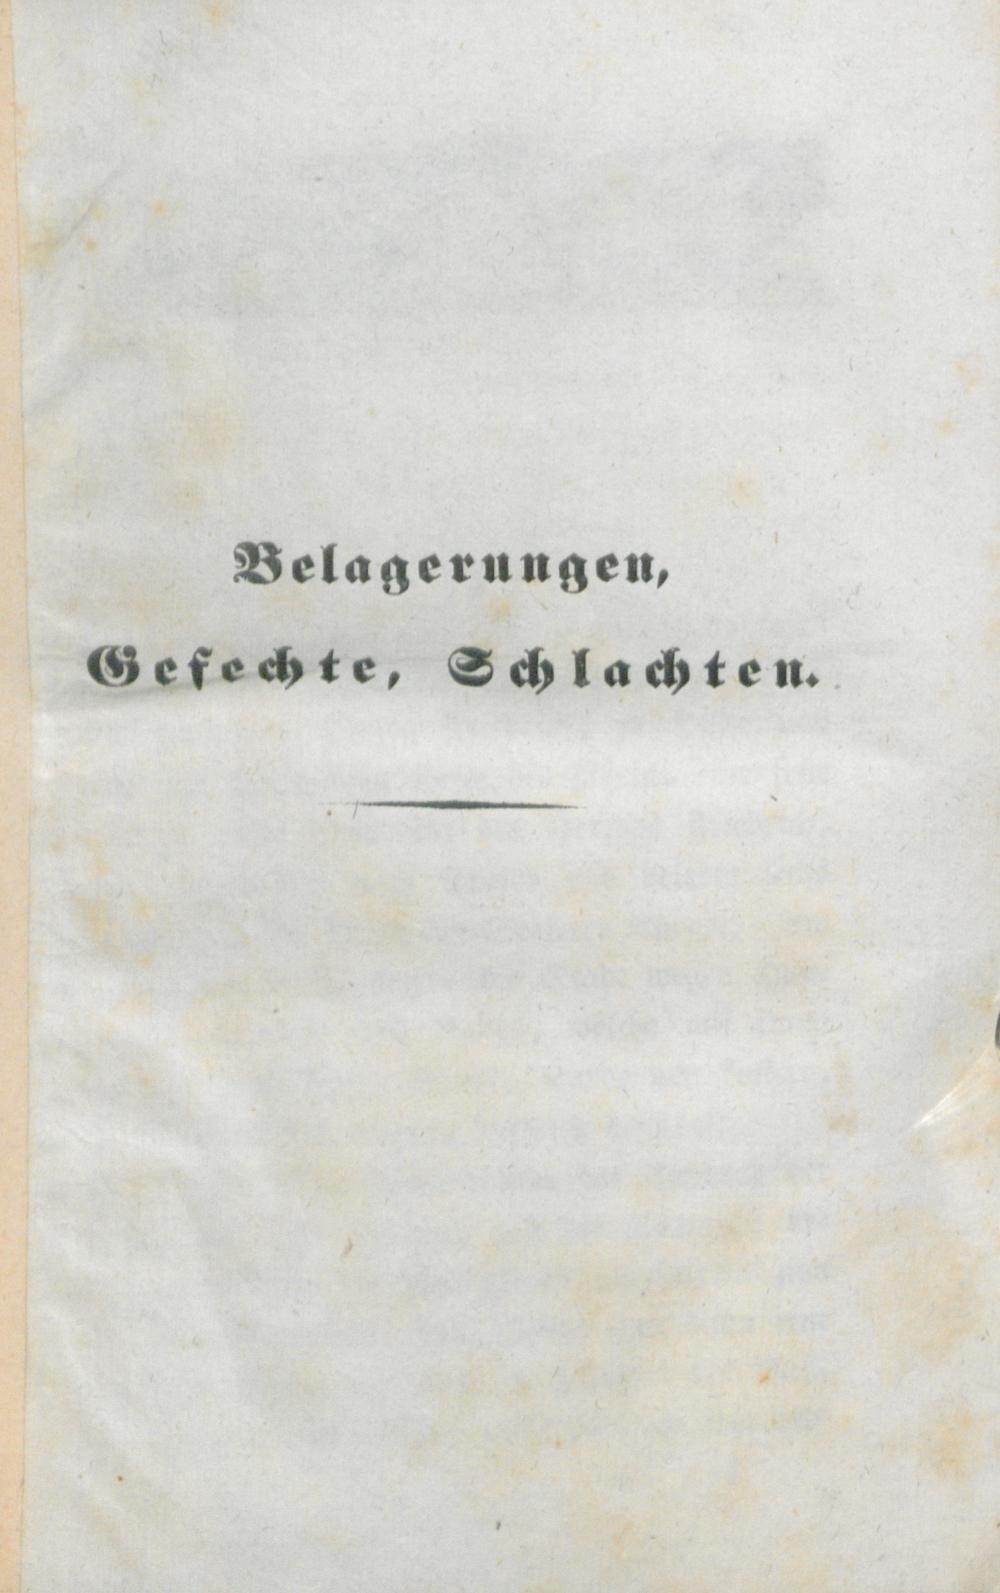 Belagerungen,
Gefechte, Schlachten.